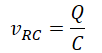 v_RC = Q/C